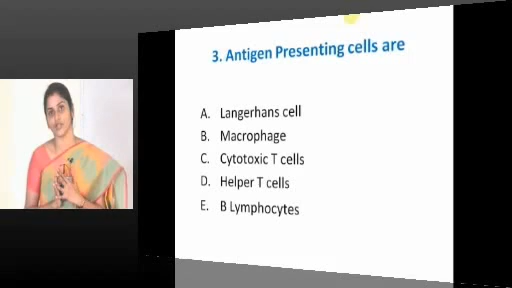 3. Antigen Presenting cells are
A. Langerhans cell
B. Macrophage
C. Cytotoxic T cells
D. Helper T cells
E. B Lymphocytes